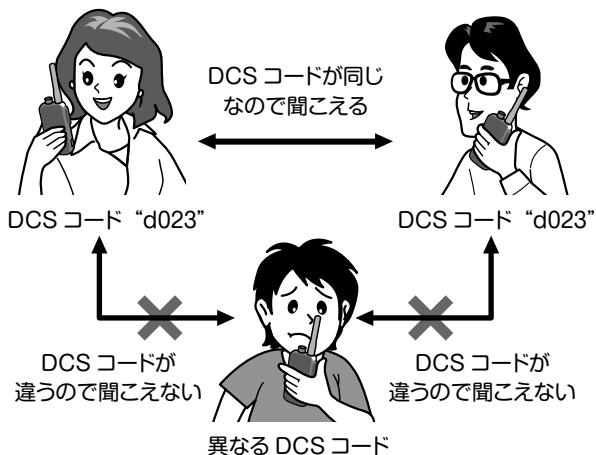 DCS コードが同じ
なので聞こえる
DCS コード “d023”
DCS コード “d023”
DCS コードが
違うので聞こえない
DCS コードが
違うので聞こえない
異なる DCS コード